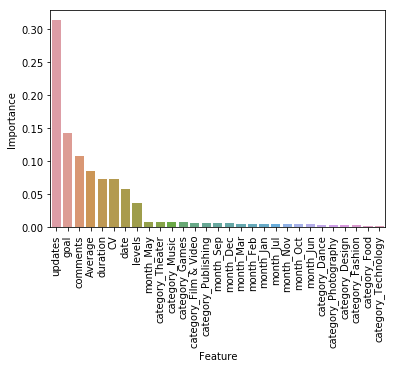 0.30
0.25
0.20
0.15
0.10
0.05
0.00
Importance
updates
goal
comments
Average
duration
CV
date
levels
month_May
category_Theater
category_Music
category_Games
category_Film & Video
category_Publishing
month_Sep
month_Dec
month_Mar
month_Feb
month_Jan
month_Jul
month_Nov
month_Oct
month_Jun
category_Dance
category_Photography
category_Design
category_Fashion
category_Food
category_Technology
Feature